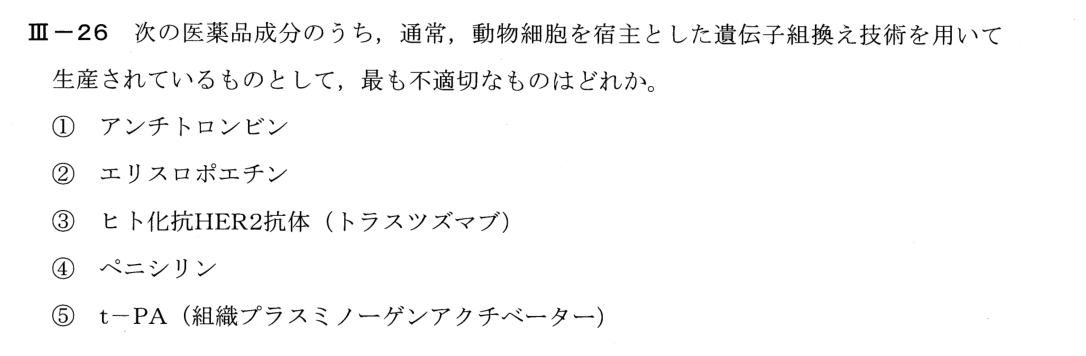 Ⅲ－26　次の医薬品成分のうち，通常，動物細胞を宿主とした遺伝子組換え技術を用いて
生産されているものとして，最も不適切なものはどれか。
①　アンチトロンビン
②　エリスロポエチン
③　ヒト化抗HER2抗体（トラスツズマブ）
④　ペニシリン
⑤　t－PA（組織プラスミノーゲンアクチベーター）